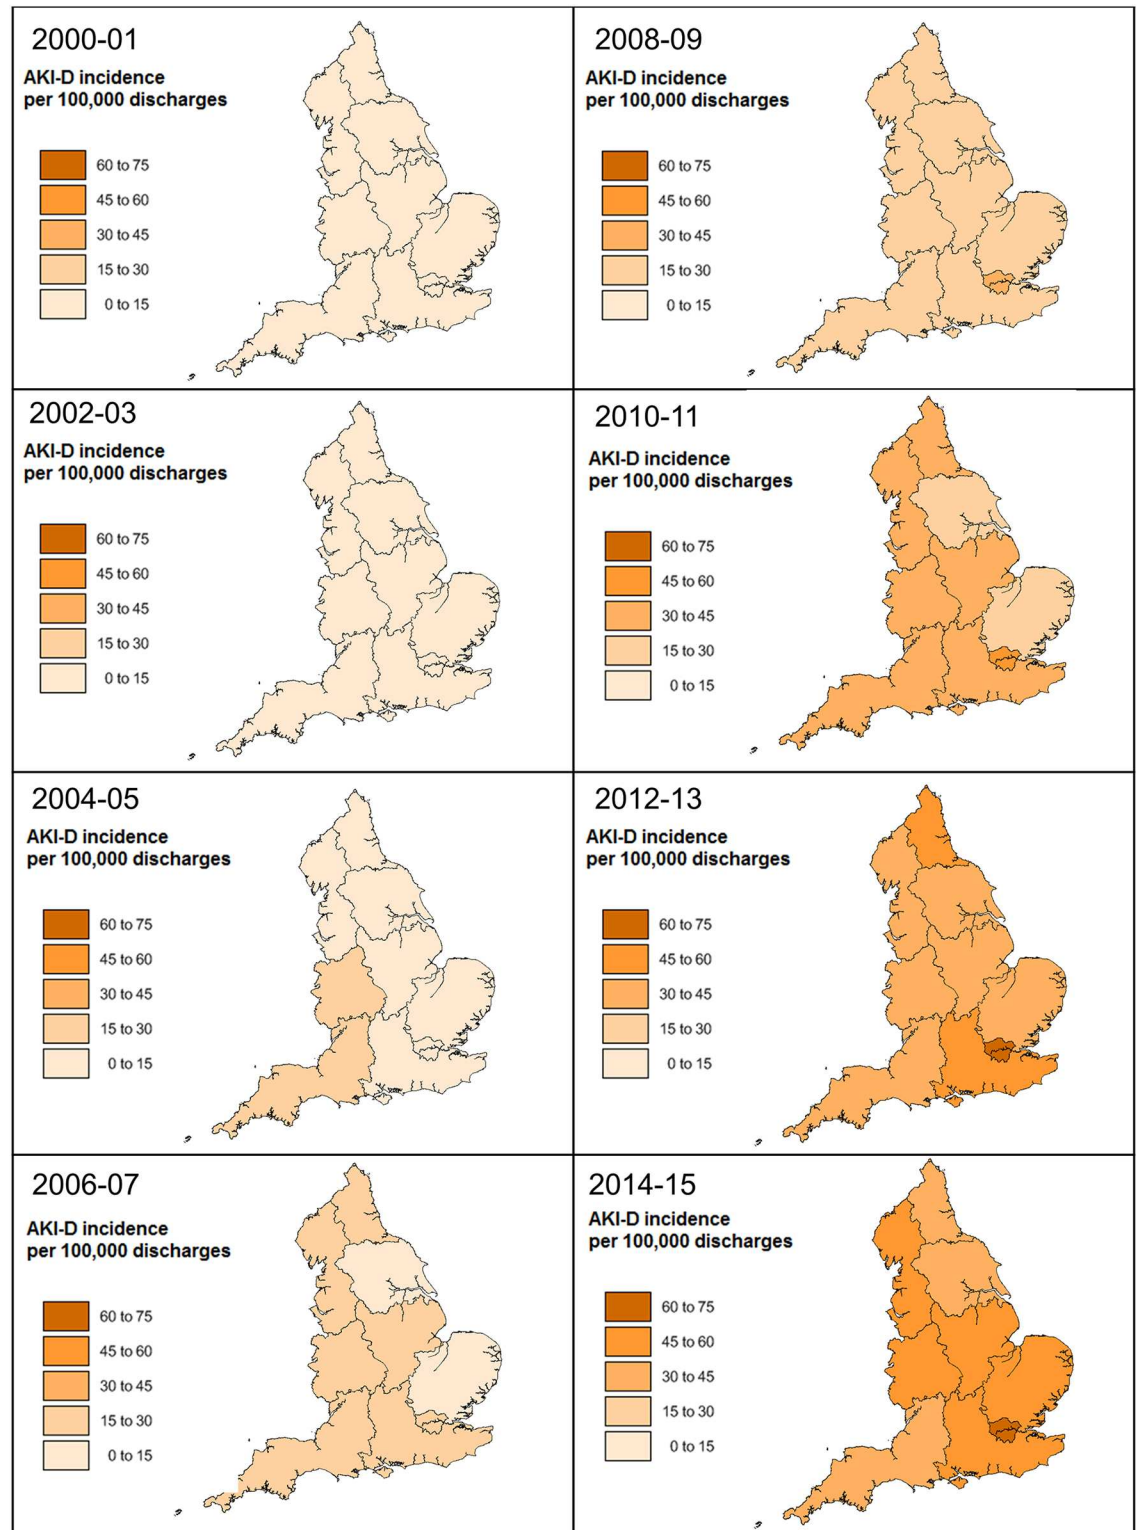 2000-01
AKI-D incidence
per 100,000 discharges
60 to 75
45 to 60
30 to 45
15 to 30
0 to 15
2008-09
AKI-D incidence
per 100,000 discharges
60 to 75
45 to 60
30 to 45
15 to 30
0 to 15
2002-03
AKI-D incidence
per 100,000 discharges
60 to 75
45 to 60
30 to 45
15 to 30
0 to 15
2010-11
AKI-D incidence
per 100,000 discharges
60 to 75
45 to 60
30 to 45
15 to 30
0 to 15
2004-05
AKI-D incidence
per 100,000 discharges
60 to 75
45 to 60
30 to 45
15 to 30
0 to 15
2012-13
AKI-D incidence
per 100,000 discharges
60 to 75
45 to 60
30 to 45
15 to 30
0 to 15
2006-07
AKI-D incidence
per 100,000 discharges
60 to 75
45 to 60
30 to 45
15 to 30
0 to 15
2014-15
AKI-D incidence
per 100,000 discharges
60 to 75
45 to 60
30 to 45
15 to 30
0 to 15